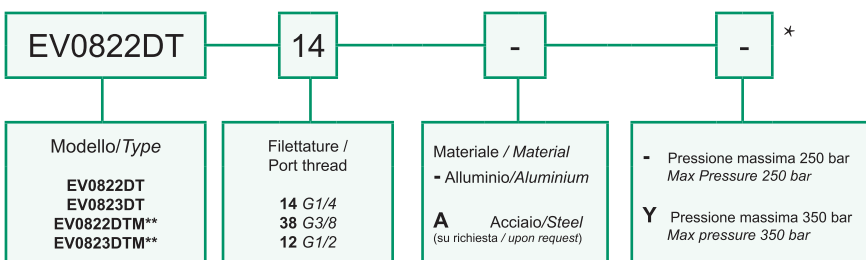 EV0822DT 14 - - *
Modello/Type
EV0822DT
EV0823DT
EV0822DTM**
EV0823DTM**
Filettature /
Port thread
14 G1/4
38 G3/8
12 G1/2
Materiale / Material
- Alluminio/Aluminium
A Acciaio/Steel
(su richiesta / upon request)
- Pressione massima 250 bar
Max Pressure 250 bar
Y Pressione massima 350 bar
Max pressure 350 bar